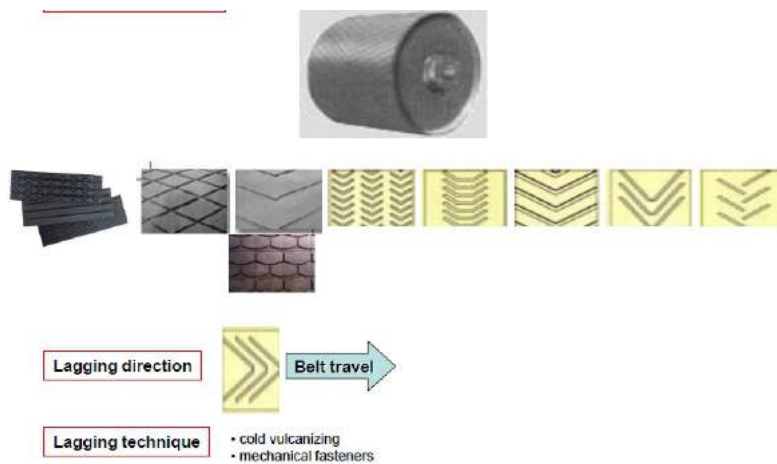 Lagging direction
Belt travel
Lagging technique
• cold vulcanizing
• mechanical fasteners